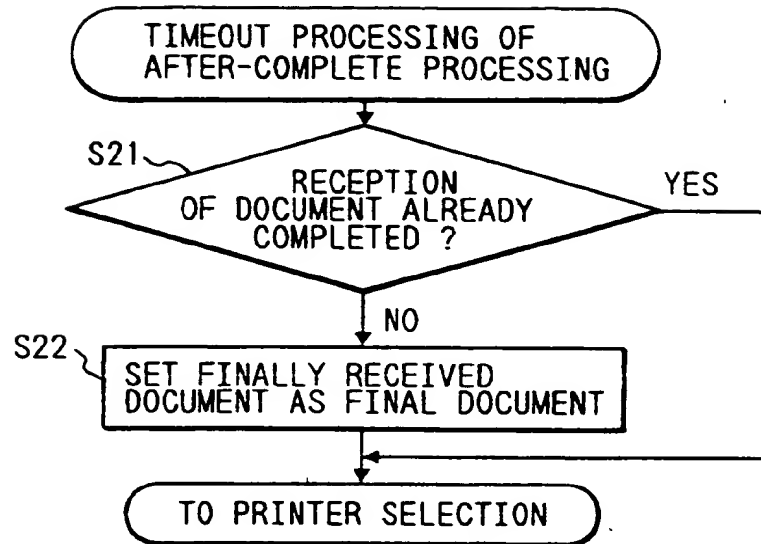 TIMEOUT PROCESSING OF
AFTER-COMPLETE PROCESSING
S21
RECEPTION
OF DOCUMENT ALREADY
COMPLETED ?
YES
NO
S22
SET FINALLY RECEIVED
DOCUMENT AS FINAL DOCUMENT
TO PRINTER SELECTION